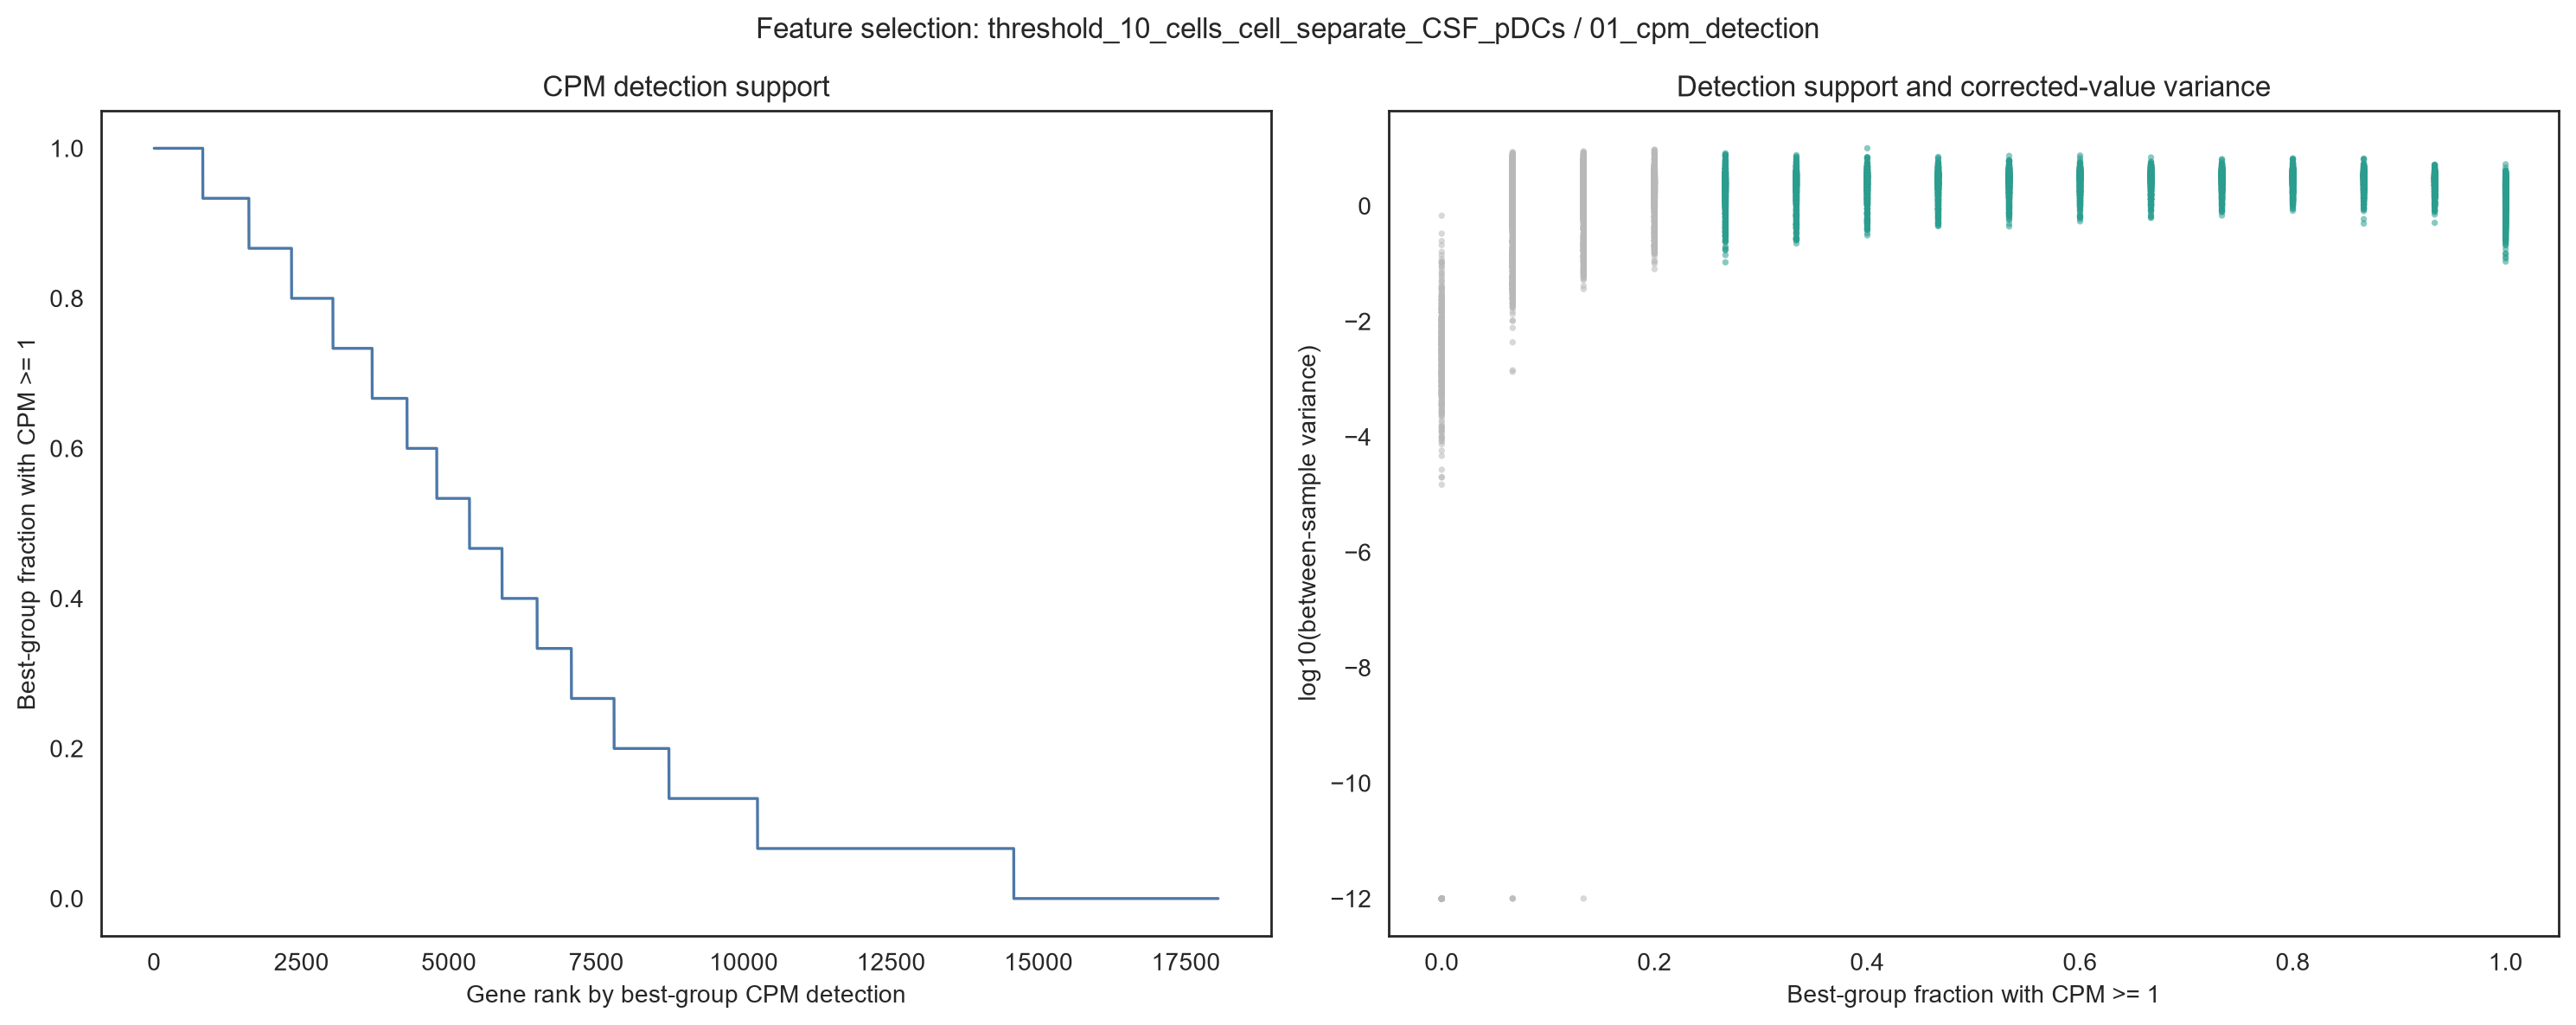 Feature selection: threshold_10_cells_cell_separate_CSF_pDCs / 01_cpm_detection
CPM detection support
Best-group fraction with CPM >= 1
1.0
0.8
0.6
0.4
0.2
0.0
0 2500 5000 7500 10000 12500 15000 17500
Gene rank by best-group CPM detection
Detection support and corrected-value variance
log10(between-sample variance)
0
−2
−4
−6
−8
−10
−12
0.0 0.2 0.4 0.6 0.8 1.0
Best-group fraction with CPM >= 1